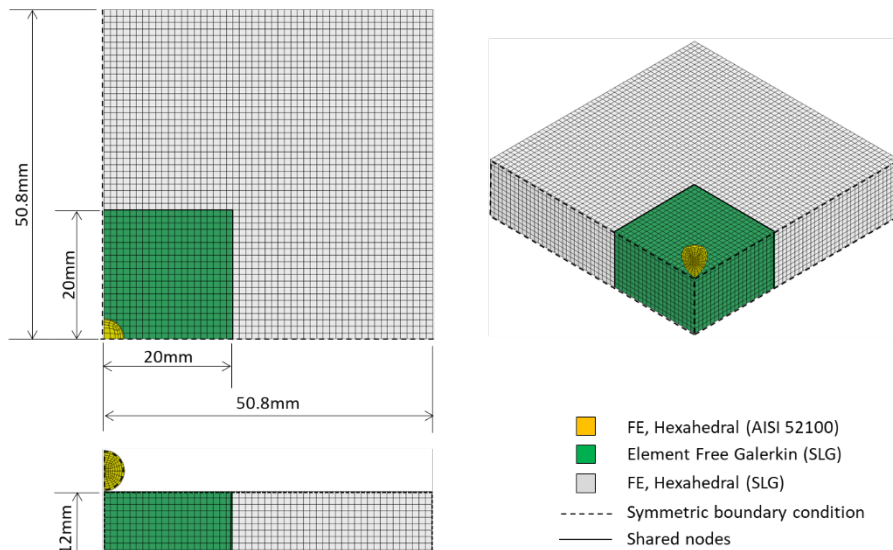 50.8mm
20mm
20mm
50.8mm
12mm
FE, Hexahedral (AISI 52100)
Element Free Galerkin (SLG)
FE, Hexahedral (SLG)
Symmetric boundary condition
Shared nodes